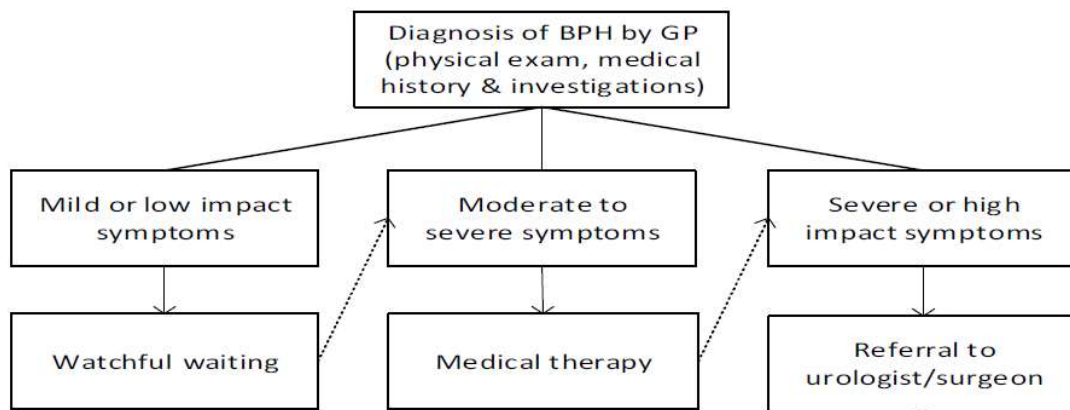 Diagnosis of BPH by GP
(physical exam, medical
history & investigations)
Mild or low impact
symptoms
Moderate to
severe symptoms
Severe or high
impact symptoms
Watchful waiting
Medical therapy
Referral to
urologist/surgeon